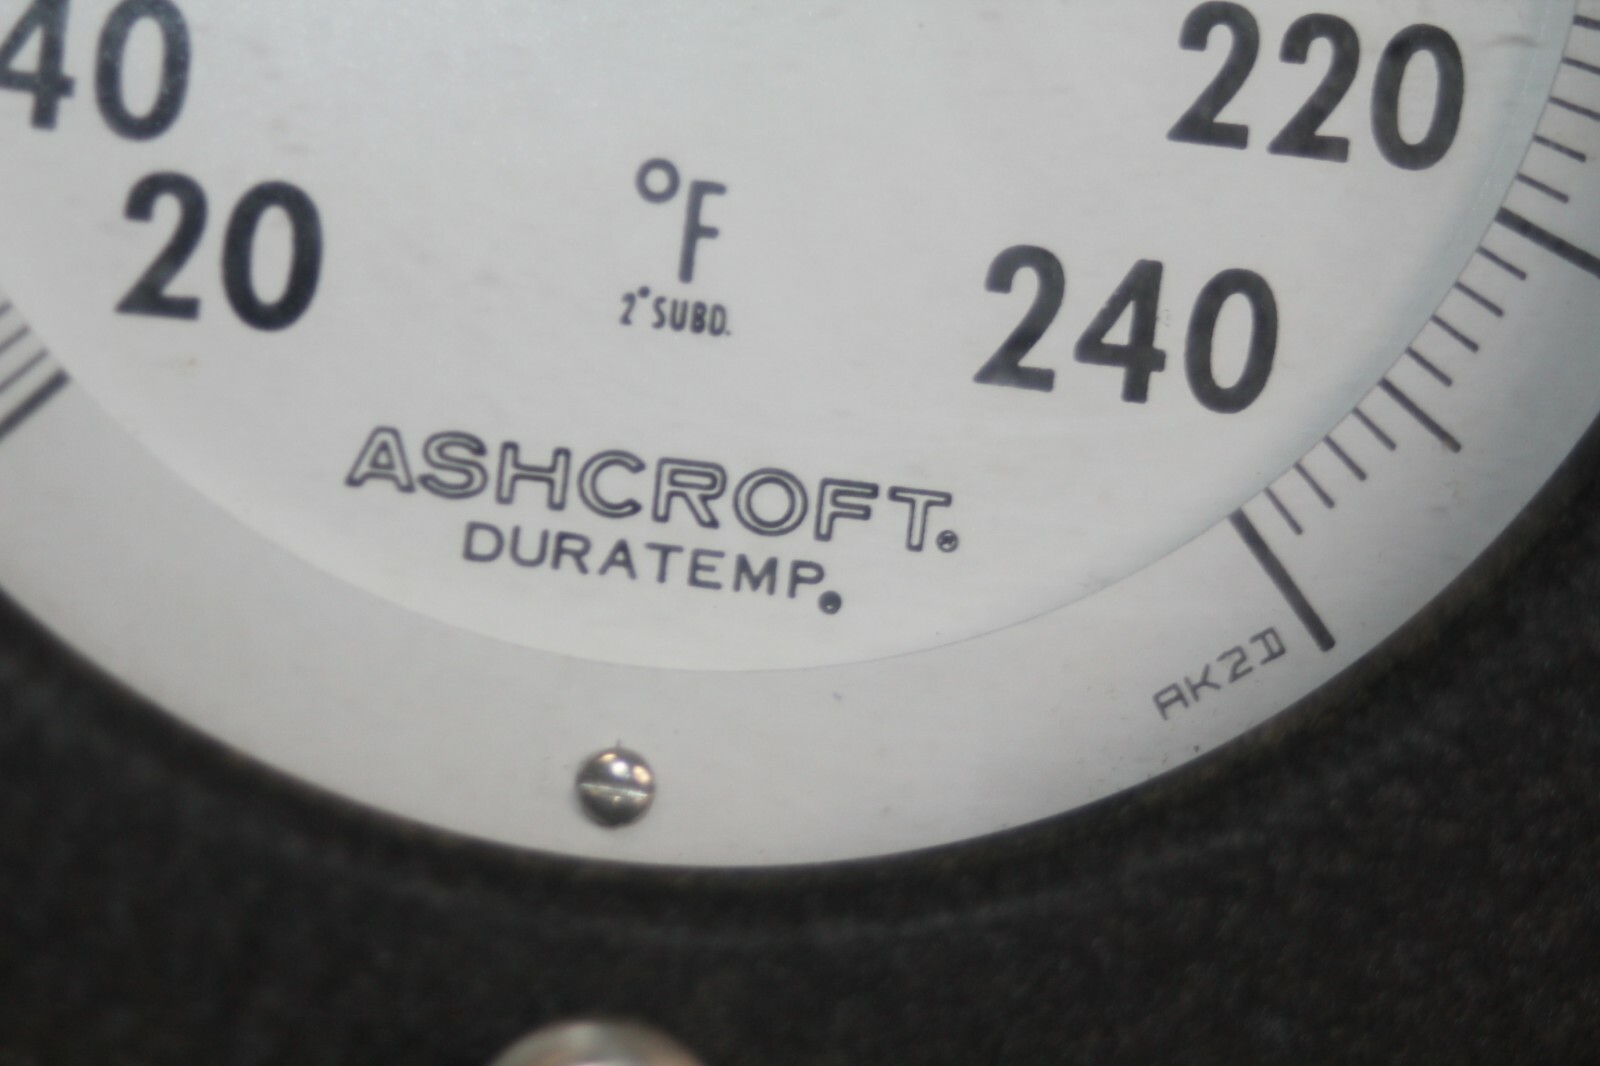 40
220
20
°F
240
2° SUBD.
ASHCROFT®
DURATEMP®
AK2D